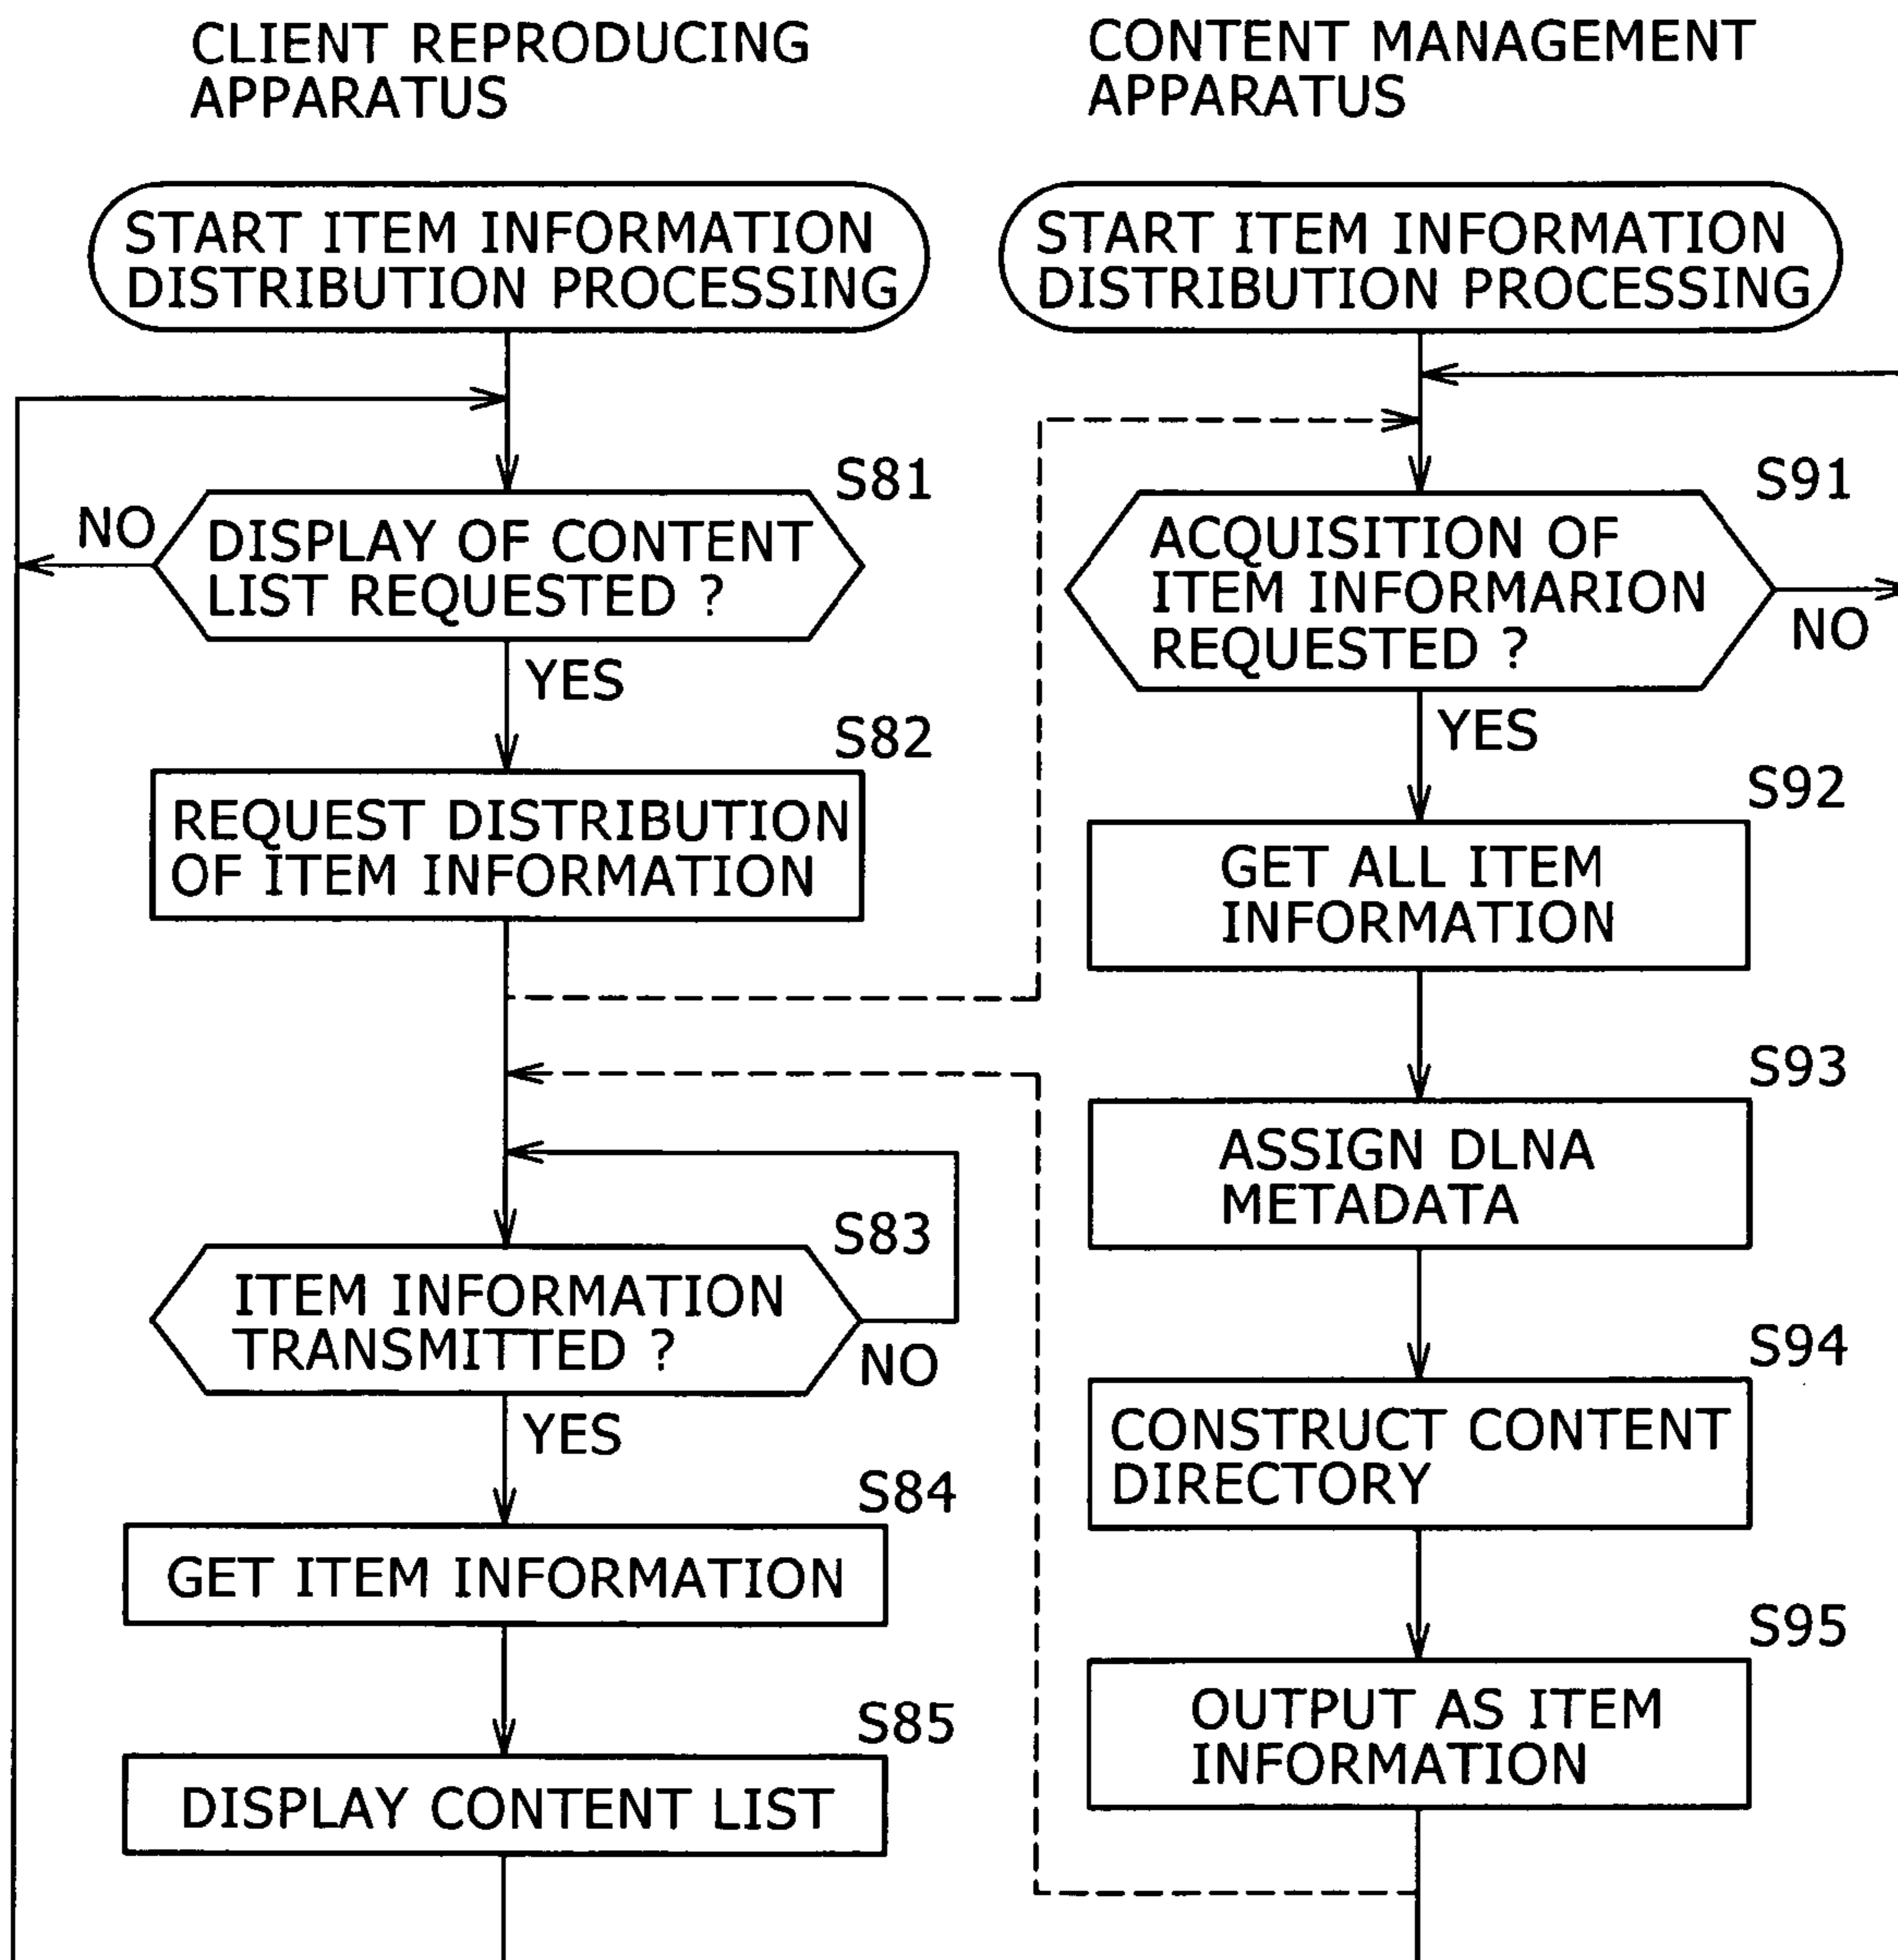 CLIENT REPRODUCING
APPARATUS
START ITEM INFORMATION
DISTRIBUTION PROCESSING
S81
NO
DISPLAY OF CONTENT
LIST REQUESTED ?
YES
S82
REQUEST DISTRIBUTION
OF ITEM INFORMATION
S83
ITEM INFORMATION
TRANSMITTED ?
NO
YES
S84
GET ITEM INFORMATION
S85
DISPLAY CONTENT LIST
CONTENT MANAGEMENT
APPARATUS
START ITEM INFORMATION
DISTRIBUTION PROCESSING
S91
ACQUISITION OF
ITEM INFORMARION
REQUESTED ?
NO
YES
S92
GET ALL ITEM
INFORMATION
S93
ASSIGN DLNA
METADATA
S94
CONSTRUCT CONTENT
DIRECTORY
S95
OUTPUT AS ITEM
INFORMATION